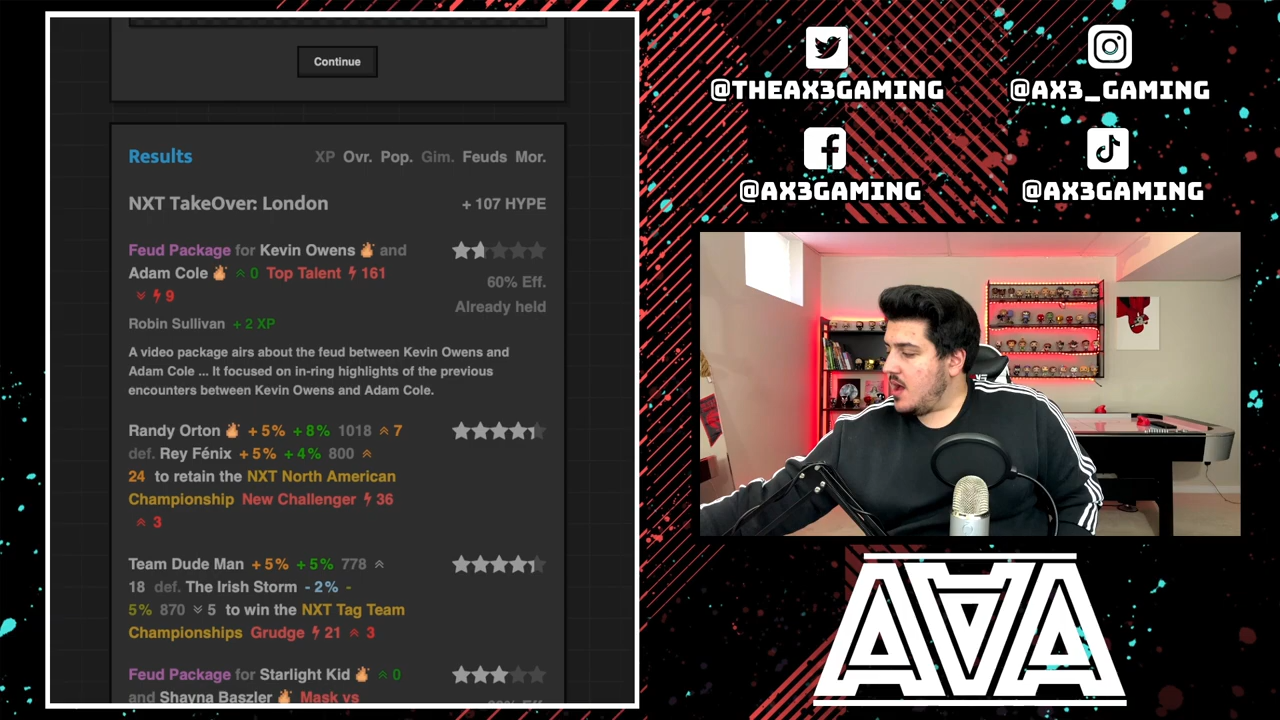 Continue
Results XP Ovr. Pop. Gim. Feuds Mor.
NXT TakeOver: London + 107 HYPE
Feud Package for Kevin Owens 🔥 and
Adam Cole 🔥 0 Top Talent 161
9
60% Eff.
Already held
Robin Sullivan + 2 XP
A video package airs about the feud between Kevin Owens and
Adam Cole ... It focused on in-ring highlights of the previous
encounters between Kevin Owens and Adam Cole.
Randy Orton 🔥 + 5% + 8% 1018 7
def. Rey Fénix + 5% + 4% 800
24 to retain the NXT North American
Championship New Challenger 36
3
Team Dude Man + 5% + 5% 778
18 def. The Irish Storm - 2% -
5% 870 5 to win the NXT Tag Team
Championships Grudge 21 3
Feud Package for Starlight Kid 🔥 0
and Shayna Baszler 🔥 Mask vs
@THEAX3GAMING
@AX3_GAMING
@AX3GAMING
@AX3GAMING